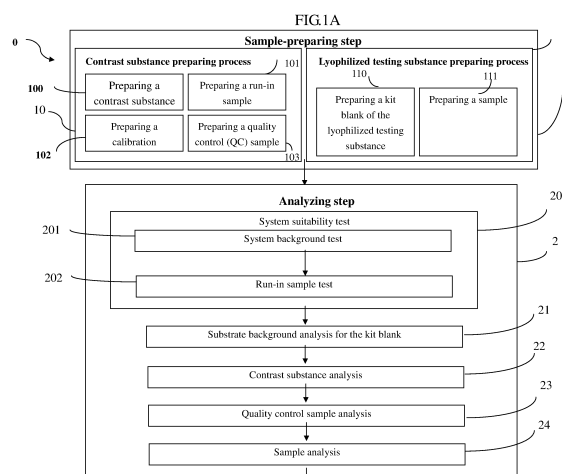 FIG.1A
0
Sample-preparing step
Contrast substance preparing process
101
100
Preparing a
contrast substance
Preparing a run-in
sample
10
Preparing a
calibration
Preparing a quality
control (QC) sample
102
103
Lyophilized testing substance preparing process
110
111
Preparing a kit
blank of the
lyophilized testing
substance
Preparing a sample
Analyzing step
20
System suitability test
201
System background test
2
202
Run-in sample test
21
Substrate background analysis for the kit blank
22
Contrast substance analysis
23
Quality control sample analysis
24
Sample analysis